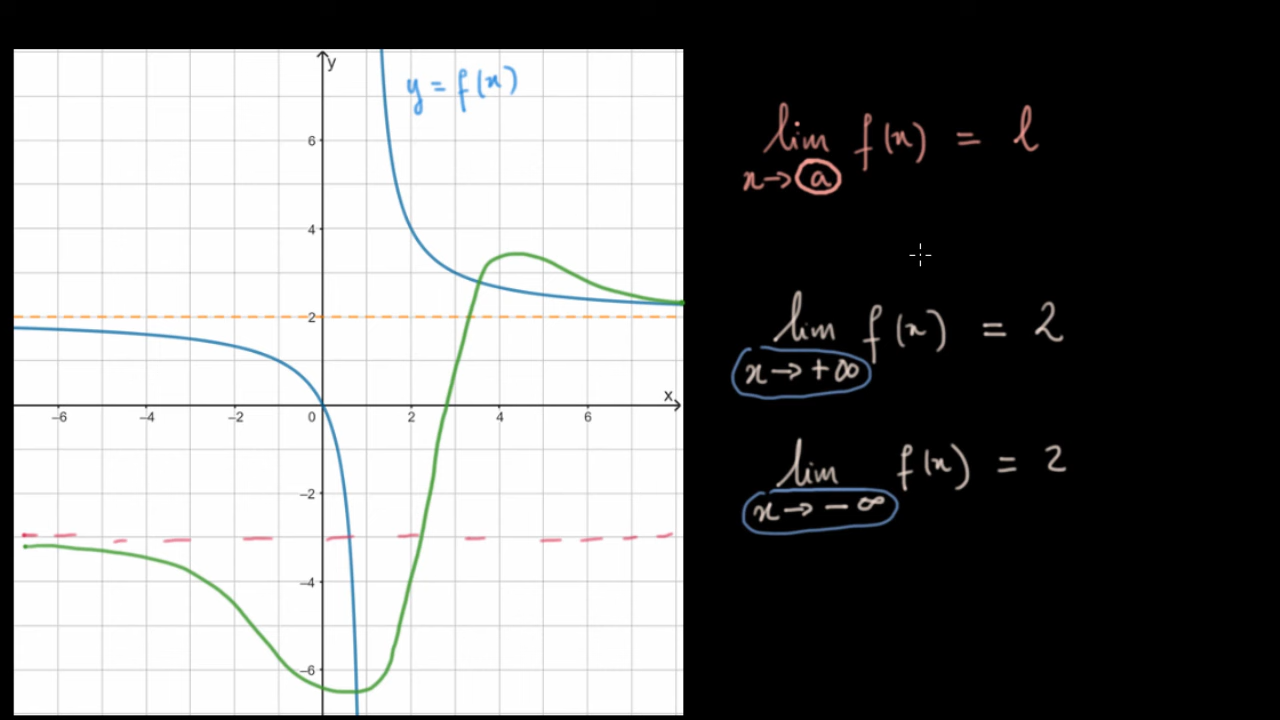 y
y = f(x)
6
4
2
-6 -4 -2 0 2 4 6 x
-2
-4
-6
lim f(x) = l
x→a
lim f(x) = 2
x→+∞
lim f(x) = 2
x→-∞